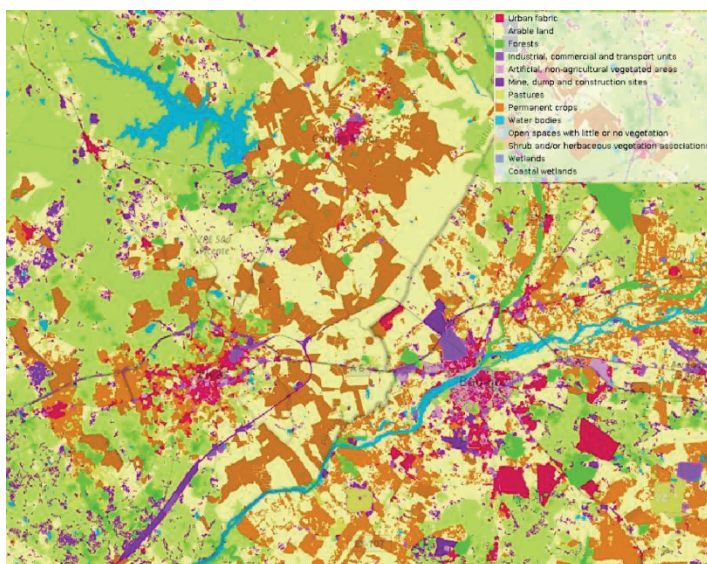 Urban fabric
Arable land
Forests
Industrial, commercial and transport units
Artificial, non-agricultural vegetated areas
Mine, dump and construction sites
Pastures
Permanent crops
Water bodies
Open spaces with little or no vegetation
Shrub and/or herbaceous vegetation associations
Wetlands
Coastal wetlands
Vicente
A 6